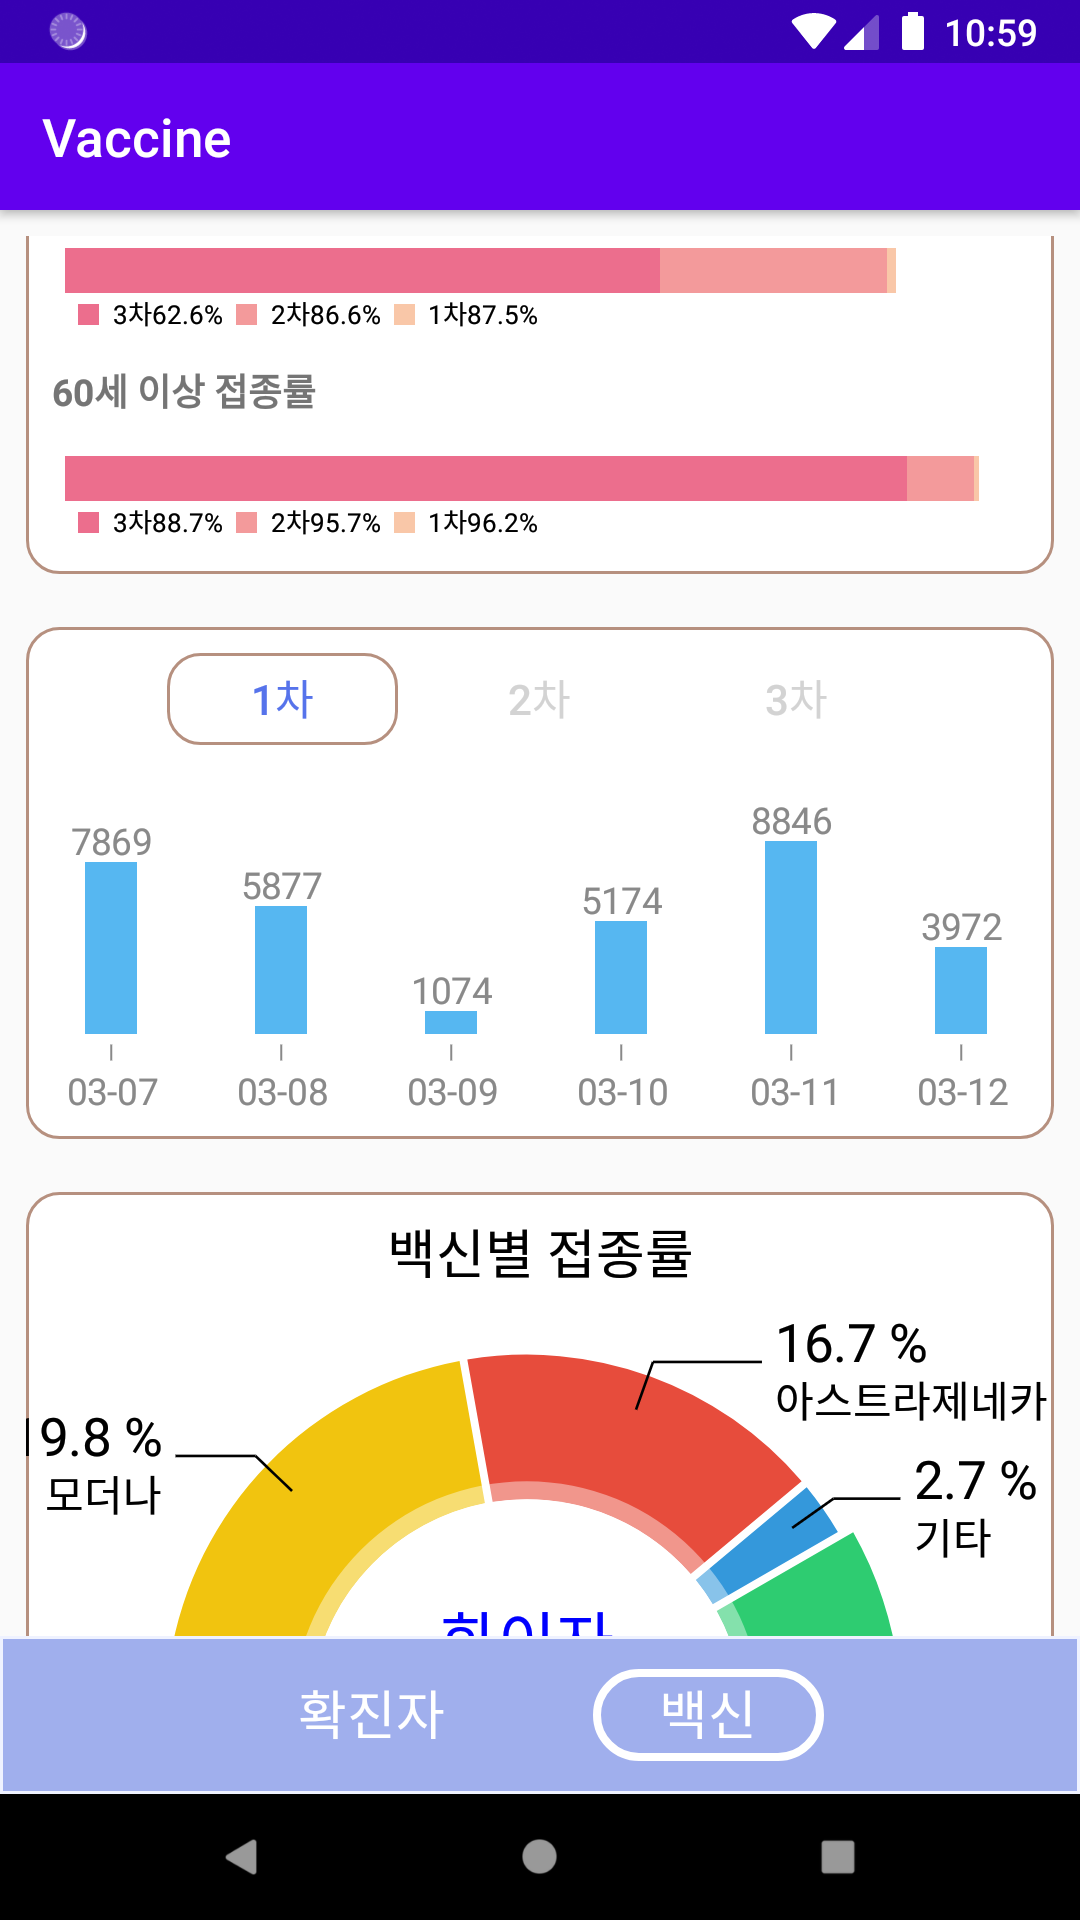 10:59
Vaccine
3차62.6% 2차86.6% 1차87.5%
60세 이상 접종률
3차88.7% 2차95.7% 1차96.2%
1차 2차 3차
7869 5877 1074 5174 8846 3972
03-07 03-08 03-09 03-10 03-11 03-12
백신별 접종률
16.7 %
아스트라제네카
19.8 %
모더나
2.7 %
기타
확진자 백신